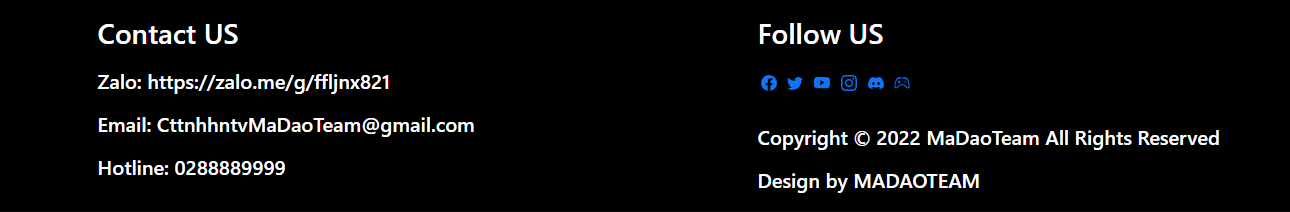 Contact US
Zalo: https://zalo.me/g/ffljnx821
Email: CttnhhntvMaDaoTeam@gmail.com
Hotline: 0288889999
Follow US
Copyright © 2022 MaDaoTeam All Rights Reserved
Design by MADAOTEAM